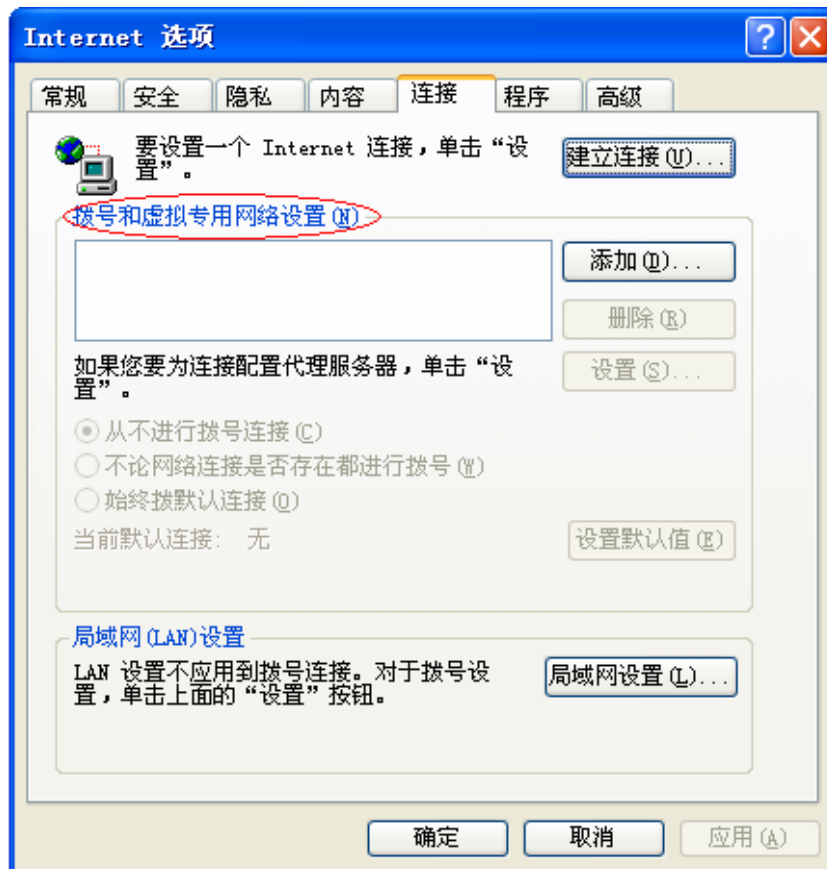 Internet 选项
常规 安全 隐私 内容 连接 程序 高级
要设置一个 Internet 连接，单击“设
置”。
建立连接(U)...
拨号和虚拟专用网络设置(N)
添加(D)...
删除(R)
如果您要为连接配置代理服务器，单击“设
置”。
设置(S)...
从不进行拨号连接(C)
不论网络连接是否存在都进行拨号(W)
始终拨默认连接(O)
当前默认连接: 无
设置默认值(E)
局域网(LAN)设置
LAN 设置不应用到拨号连接。对于拨号设
置，单击上面的“设置”按钮。
局域网设置(L)...
确定 取消 应用(A)